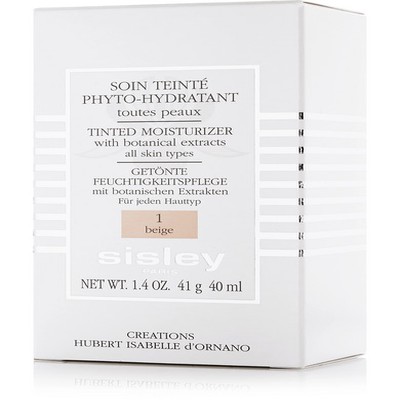 SOIN TEINTÉ
PHYTO-HYDRATANT
toutes peaux
TINTED MOISTURIZER
with botanical extracts
all skin types
GETÖNTE
FEUCHTIGKEITSPFLEGE
mit botanischen Extrakten
Für jeden Hauttyp
1
beige
sisley
PARIS
NET WT. 1.4 OZ. 41 g 40 ml
CREATIONS
HUBERT ISABELLE d'ORNANO